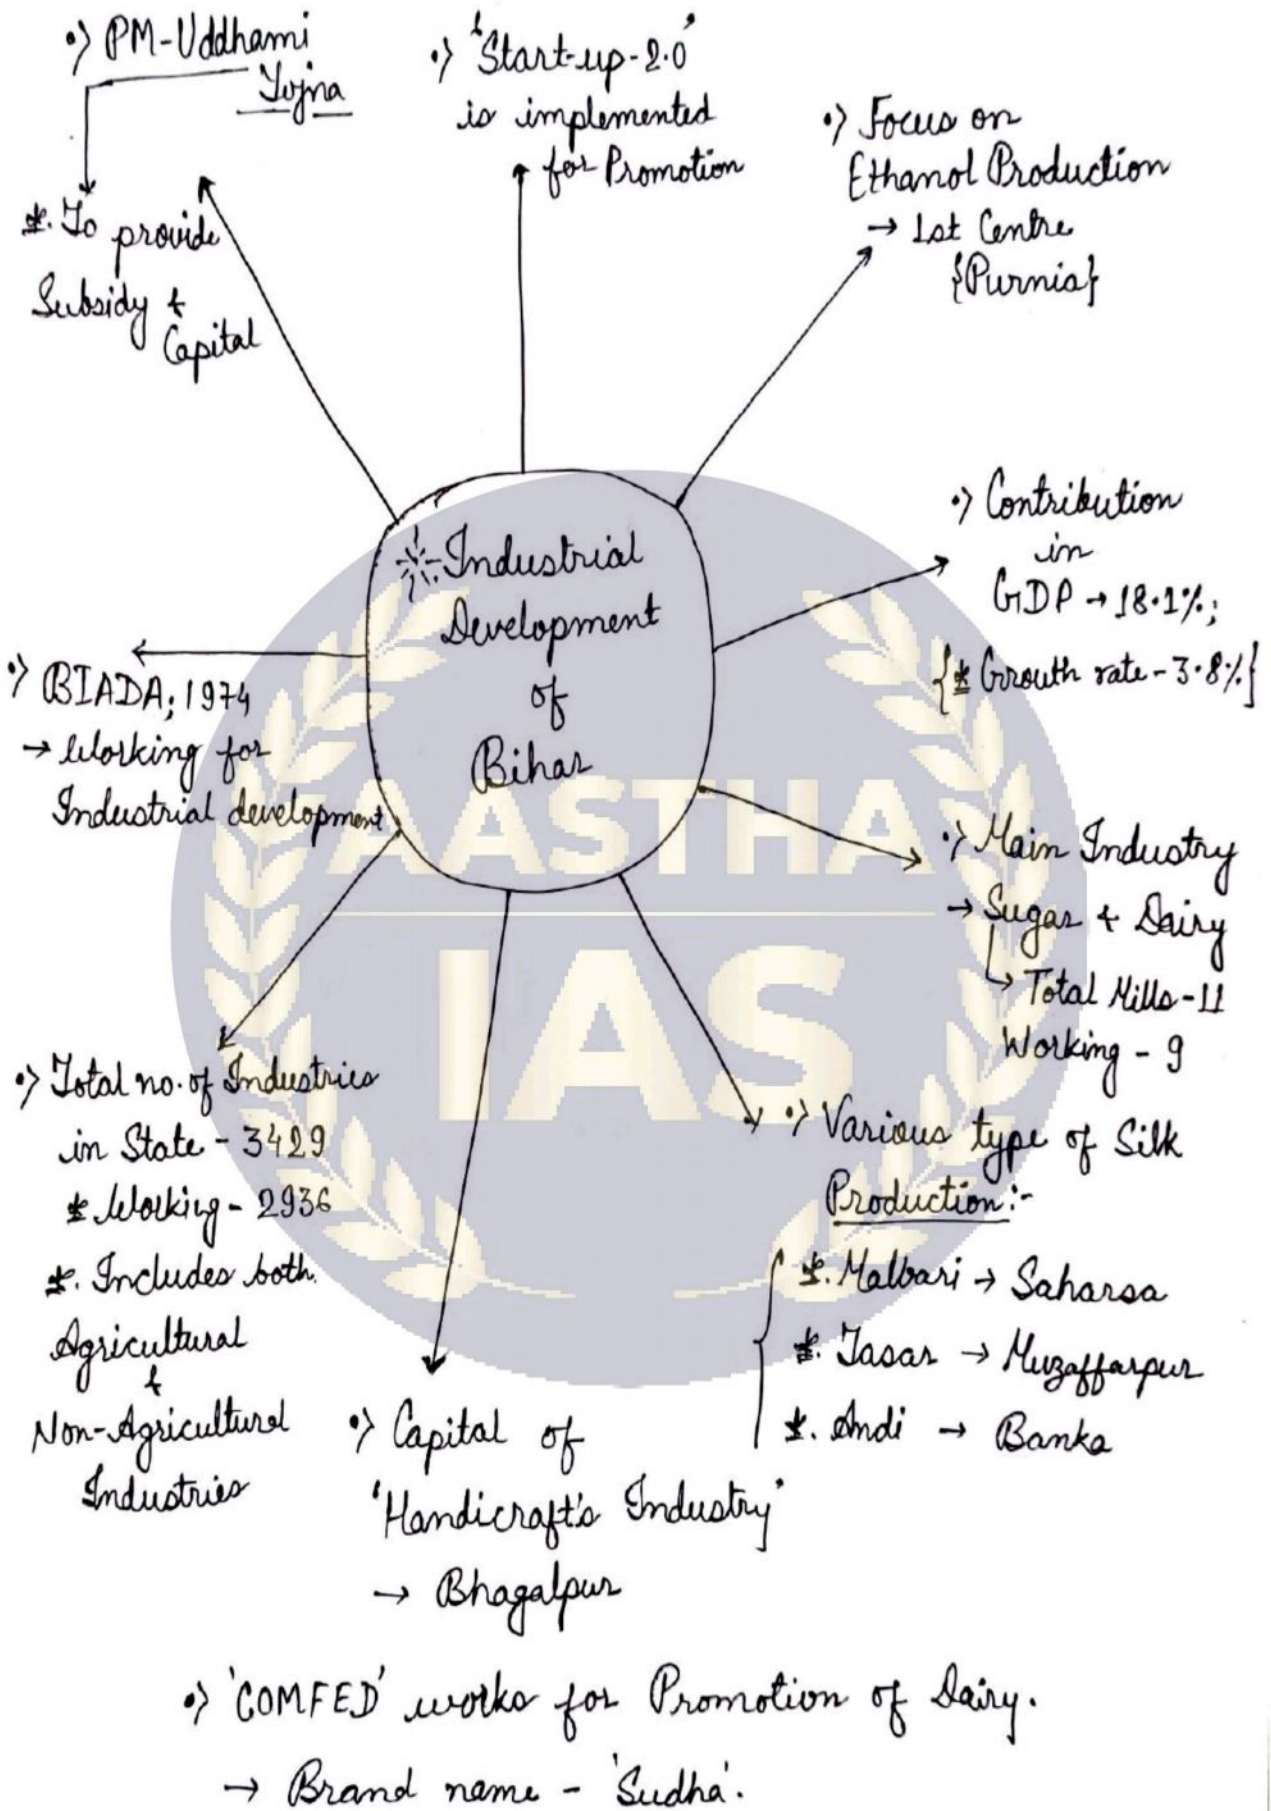 •) PM-Uddhami
Yojna
*. To provide
Subsidy &
Capital
•) 'Start-up-2.0'
is implemented
for Promotion
•) Focus on
Ethanol Production
→ 1st Centre
{Purnia}
*. Industrial
Development
of
Bihar
•) Contribution
in
GDP → 18.1%;
{* Growth rate - 3.8%}
•) BIADA; 1974
→ Working for
Industrial development
•) Main Industry
→ Sugar & Dairy
↳ Total Mills - 11
Working - 9
•) Total no. of Industries
in State - 3429
* Working - 2936
*. Includes both
Agricultural
&
Non-Agricultural
Industries
•) Various type of Silk
Production:-
*. Malbari → Saharsa
*. Tasar → Muzaffarpur
*. Andi → Banka
•) Capital of
'Handicraft's Industry'
→ Bhagalpur
•) 'COMFED' works for Promotion of Dairy.
→ Brand name - 'Sudha'.
AASTHA
IAS